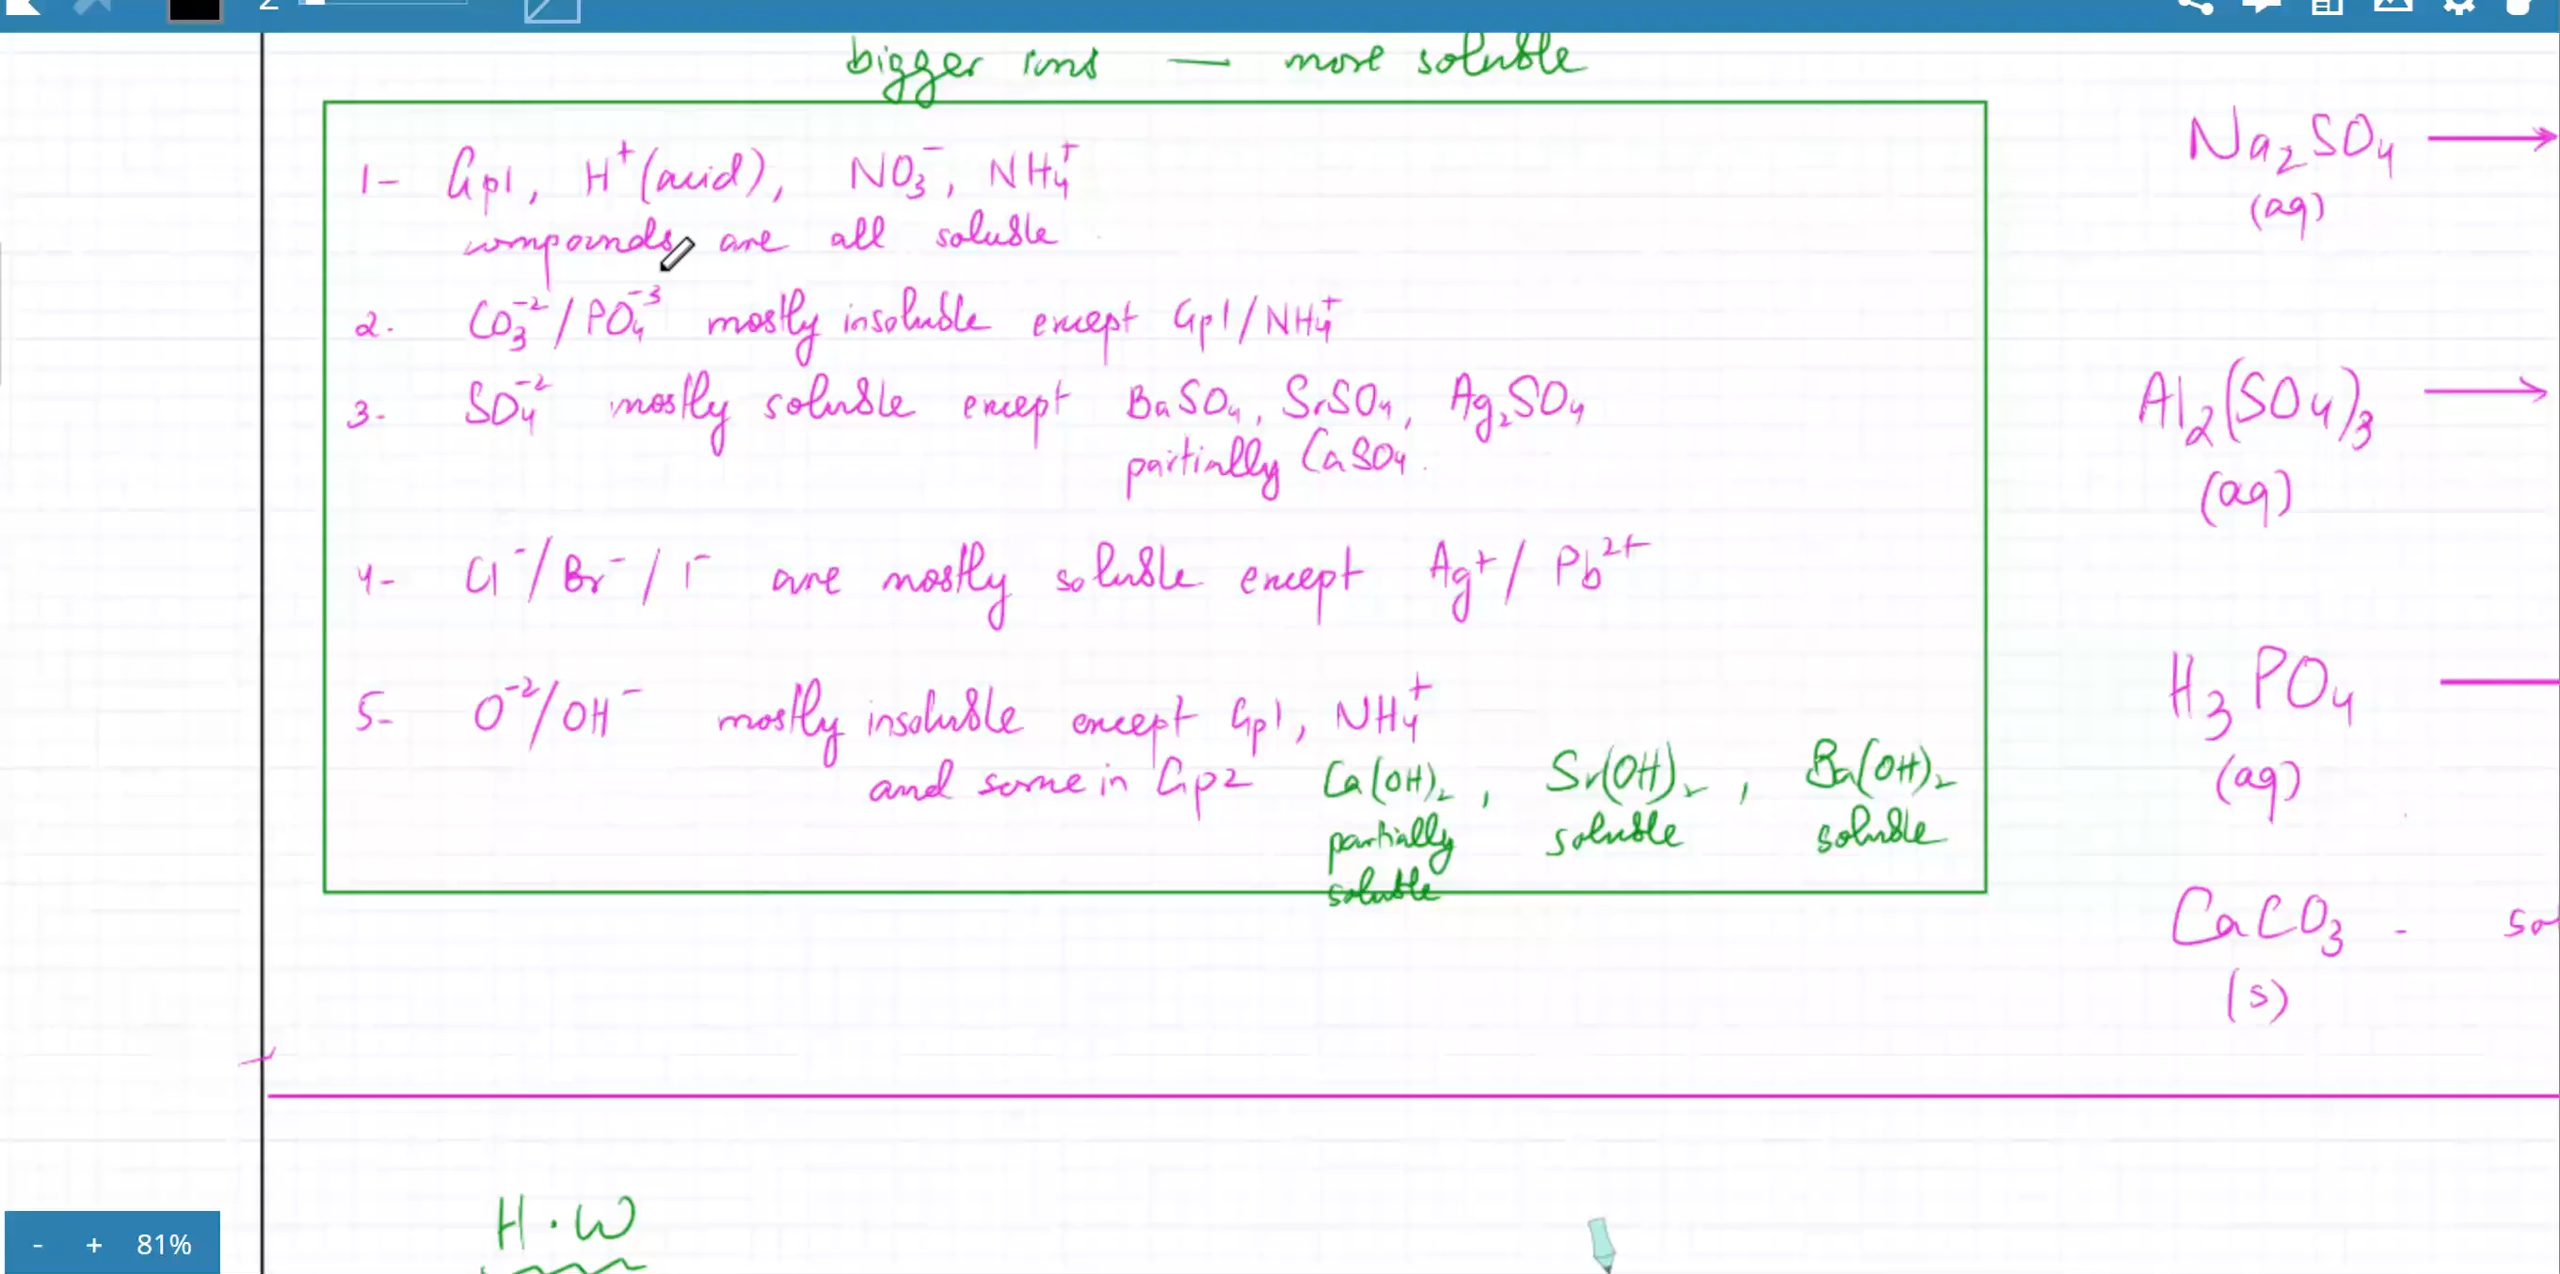 bigger ions — more soluble
1- Gp1, H⁺(acid), NO₃⁻, NH₄⁺
compounds are all soluble
2. CO₃⁻²/PO₄⁻³ mostly insoluble except Gp1/NH₄⁺
3- SO₄⁻² mostly soluble except BaSO₄, SrSO₄, Ag₂SO₄
partially CaSO₄.
4- Cl⁻/Br⁻/I⁻ are mostly soluble except Ag⁺/Pb²⁺
5- O⁻²/OH⁻ mostly insoluble except Gp1, NH₄⁺
and some in Gp2 Ca(OH)₂, Sr(OH)₂, Ba(OH)₂
partially soluble soluble
soluble
Na₂SO₄ →
(aq)
Al₂(SO₄)₃ →
(aq)
H₃PO₄ —
(aq)
CaCO₃ -
(s)
H.W
- + 81%